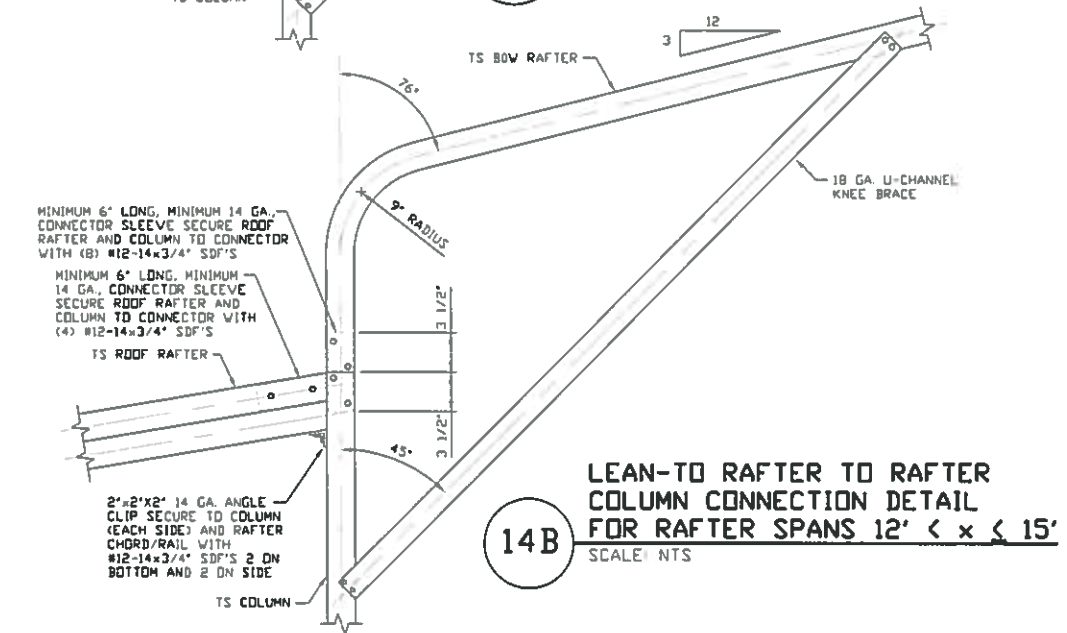 TS COLUMN
12
3
TS BOW RAFTER
76°
18 GA. U-CHANNEL
KNEE BRACE
9" RADIUS
MINIMUM 6" LONG, MINIMUM 14 GA.,
CONNECTOR SLEEVE SECURE ROOF
RAFTER AND COLUMN TO CONNECTOR
WITH (8) #12-14x3/4" SDF'S
MINIMUM 6" LONG, MINIMUM
14 GA., CONNECTOR SLEEVE
SECURE ROOF RAFTER AND
COLUMN TO CONNECTOR WITH
(4) #12-14x3/4" SDF'S
3 1/2"
TS ROOF RAFTER
3 1/2"
45°
2"x2"X2" 14 GA. ANGLE
CLIP SECURE TO COLUMN
(EACH SIDE) AND RAFTER
CHORD/RAIL WITH
#12-14x3/4" SDF'S 2 ON
BOTTOM AND 2 ON SIDE
TS COLUMN
14B
LEAN-TO RAFTER TO RAFTER
COLUMN CONNECTION DETAIL
FOR RAFTER SPANS 12' < x ≤ 15'
SCALE: NTS